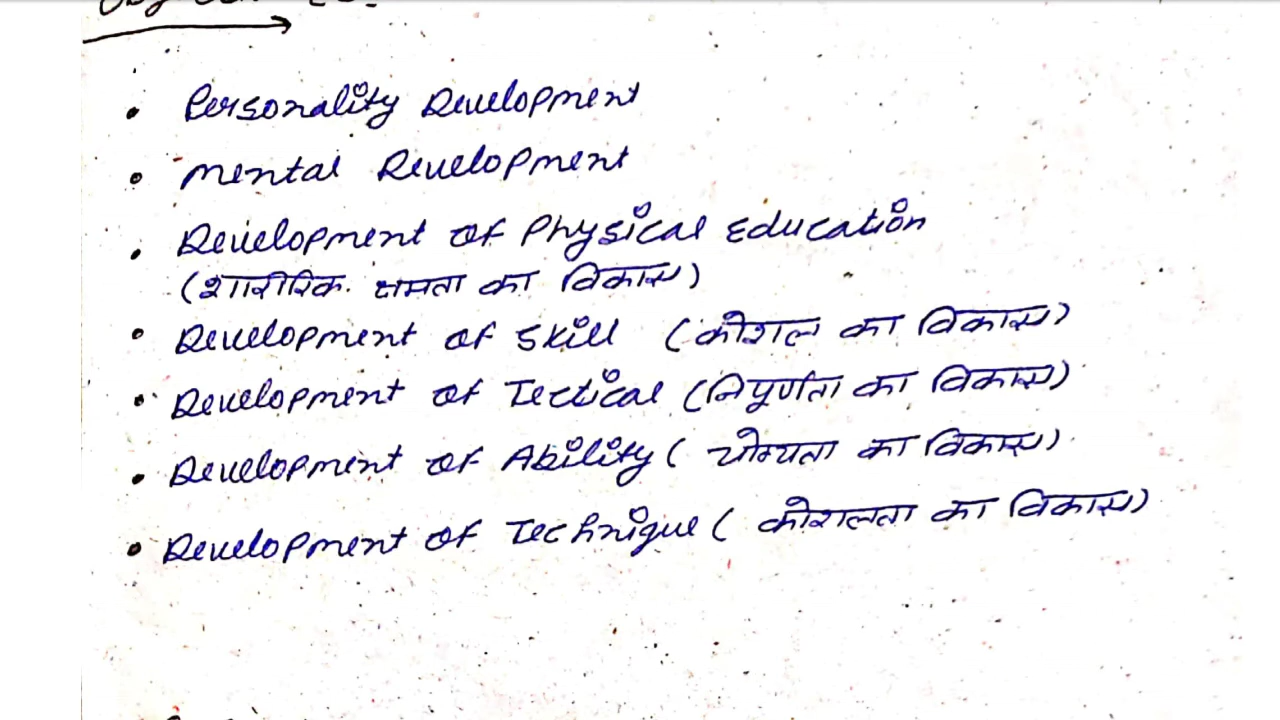 • Personality Development
• mental Development
• Development of Physical Education
(शारीरिक क्षमता का विकास)
• Development of Skill (कौशल का विकास)
• Development of Tectical (निपूर्णता का विकास)
• Development of Ability ( योग्यता का विकास)
• Development of Technique ( कौशलता का विकास)